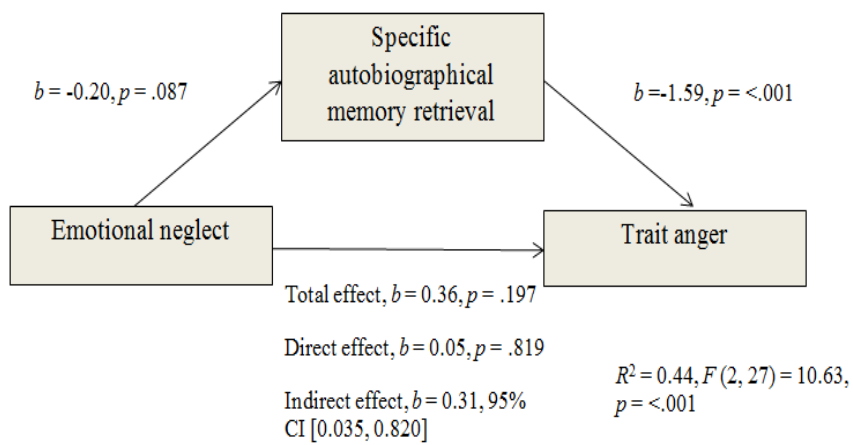 Specific
autobiographical
memory retrieval
b = -0.20, p = .087
b =-1.59, p = <.001
Emotional neglect
Trait anger
Total effect, b = 0.36, p = .197
Direct effect, b = 0.05, p = .819
Indirect effect, b = 0.31, 95%
CI [0.035, 0.820]
R² = 0.44, F (2, 27) = 10.63,
p = <.001